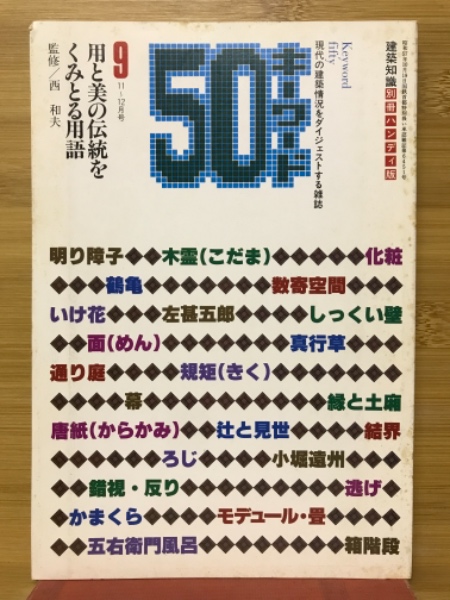 建築知識 別冊ハンディ版
Keyword
fifty
現代の建築情況をダイジェストする雑誌
50
キーワード
9
11-12月号
用と美の伝統を
くみとる用語
監修/西 和夫
明り障子◆◆木霊(こだま)◆◆◆◆◆化粧
◆◆◆鶴亀◆◆◆◆◆◆◆数寄空間◆◆◆
いけ花◆◆◆左甚五郎◆◆◆◆しっくい壁
◆◆面(めん)◆◆◆◆◆◆◆真行草◆◆◆
通り庭◆◆◆◆規矩(きく)◆◆◆◆◆◆◆
◆◆◆◆幕◆◆◆◆◆◆◆◆◆◆縁と土庿
唐紙(からかみ)◆◆辻と見世◆◆◆◆結界
◆◆◆◆◆◆ろじ◆◆◆◆小堀遠州◆◆◆
◆◆錯視・反り◆◆◆◆◆◆◆◆逃げ◆
◆かまくら◆◆◆◆モデュール・畳◆◆◆
◆◆五右衛門風呂◆◆◆◆◆◆◆箱階段